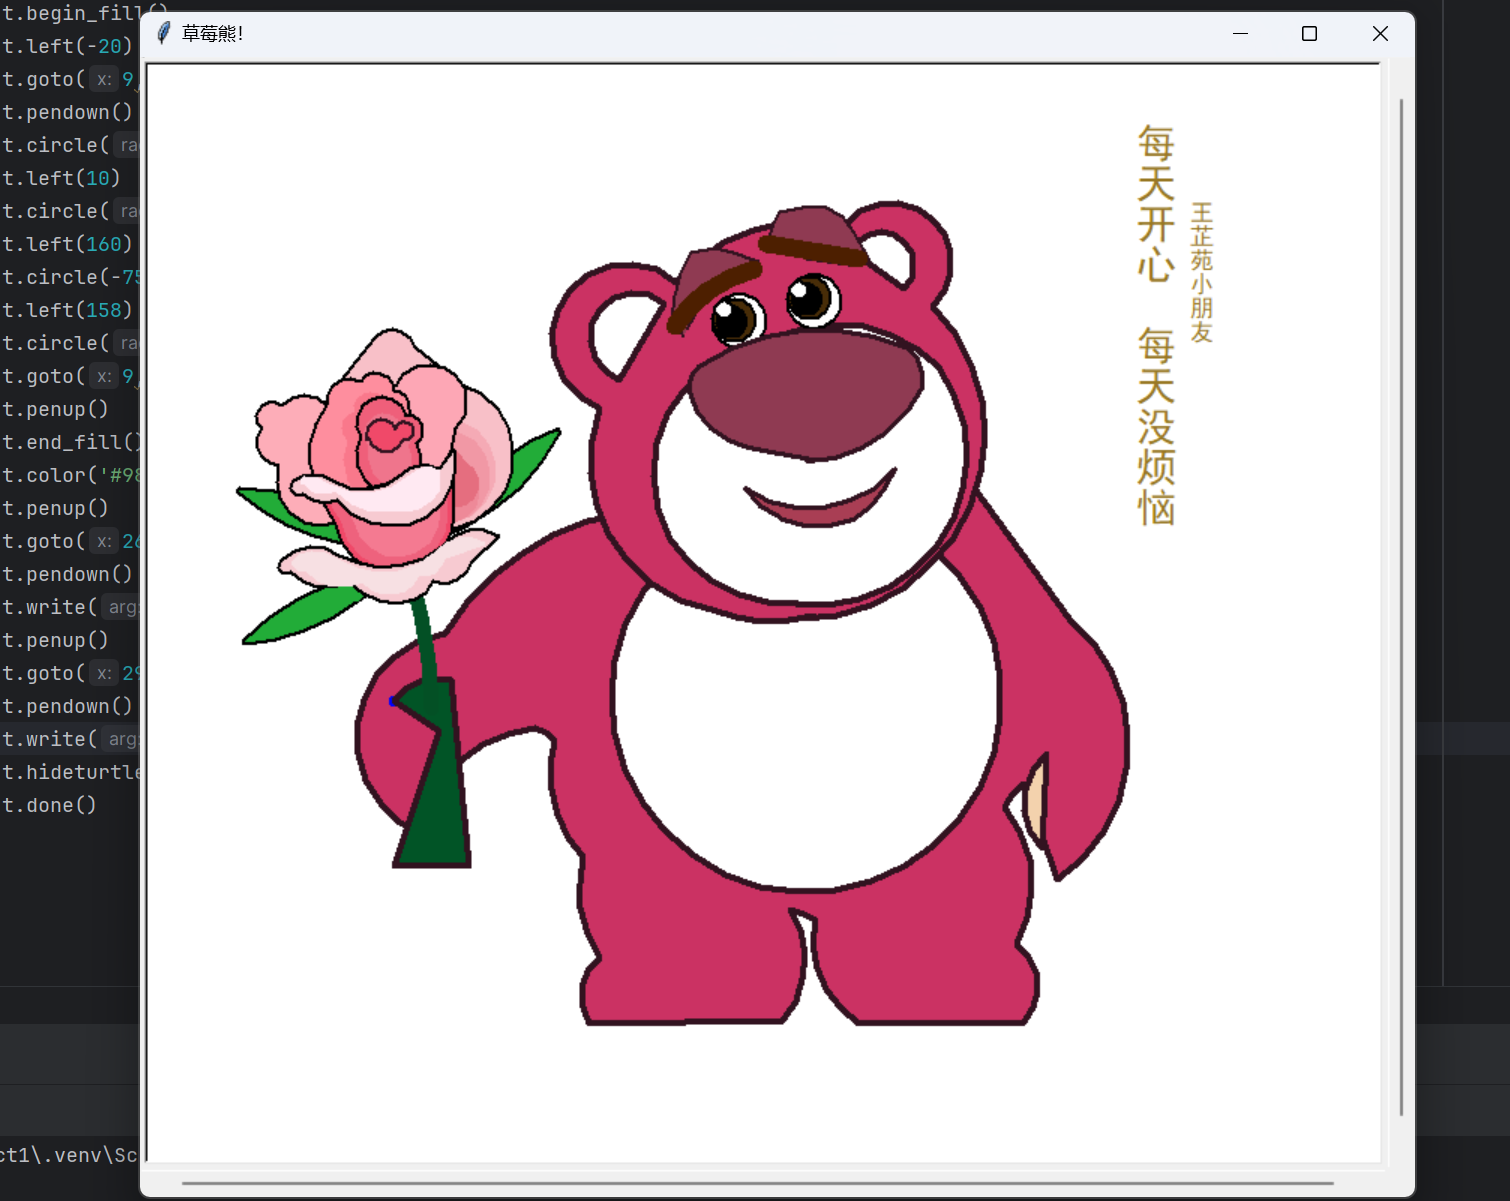 t.begin_fill()
草莓熊!
t.left(-20)
t.goto( x: 9,
t.pendown()
t.circle( ra
t.left(10)
t.circle( ra
t.left(160)
t.circle(-75
t.left(158)
t.circle( ra
t.goto( x: 9,
t.penup()
t.end_fill()
t.color('#98
t.penup()
t.goto( x: 26
t.pendown()
t.write( arg:
t.penup()
t.goto( x: 29
t.pendown()
t.write( arg:
t.hideturtle
t.done()
每天开心 每天没烦恼
王芷苑小朋友
ct1\.venv\Sc